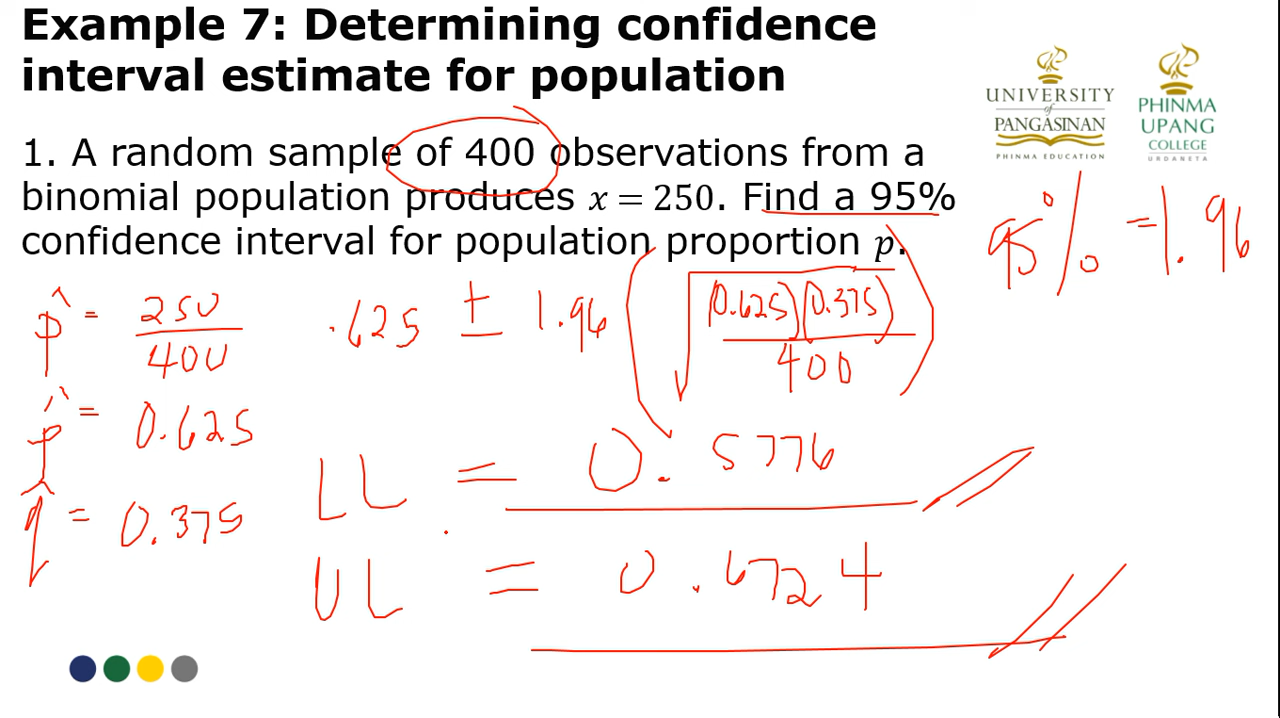 Example 7: Determining confidence
interval estimate for population
UNIVERSITY
of
PANGASINAN
PHINMA EDUCATION
PHINMA
UPANG
COLLEGE
URDANETA
1. A random sample of 400 observations from a
binomial population produces x = 250. Find a 95%
confidence interval for population proportion p.
95% = 1.96
p̂ = 250/400
.625 ± 1.96 (√((0.625)(0.375)/400))
p̂ = 0.625
LL = 0.5776
q̂ = 0.375
UL = 0.6724